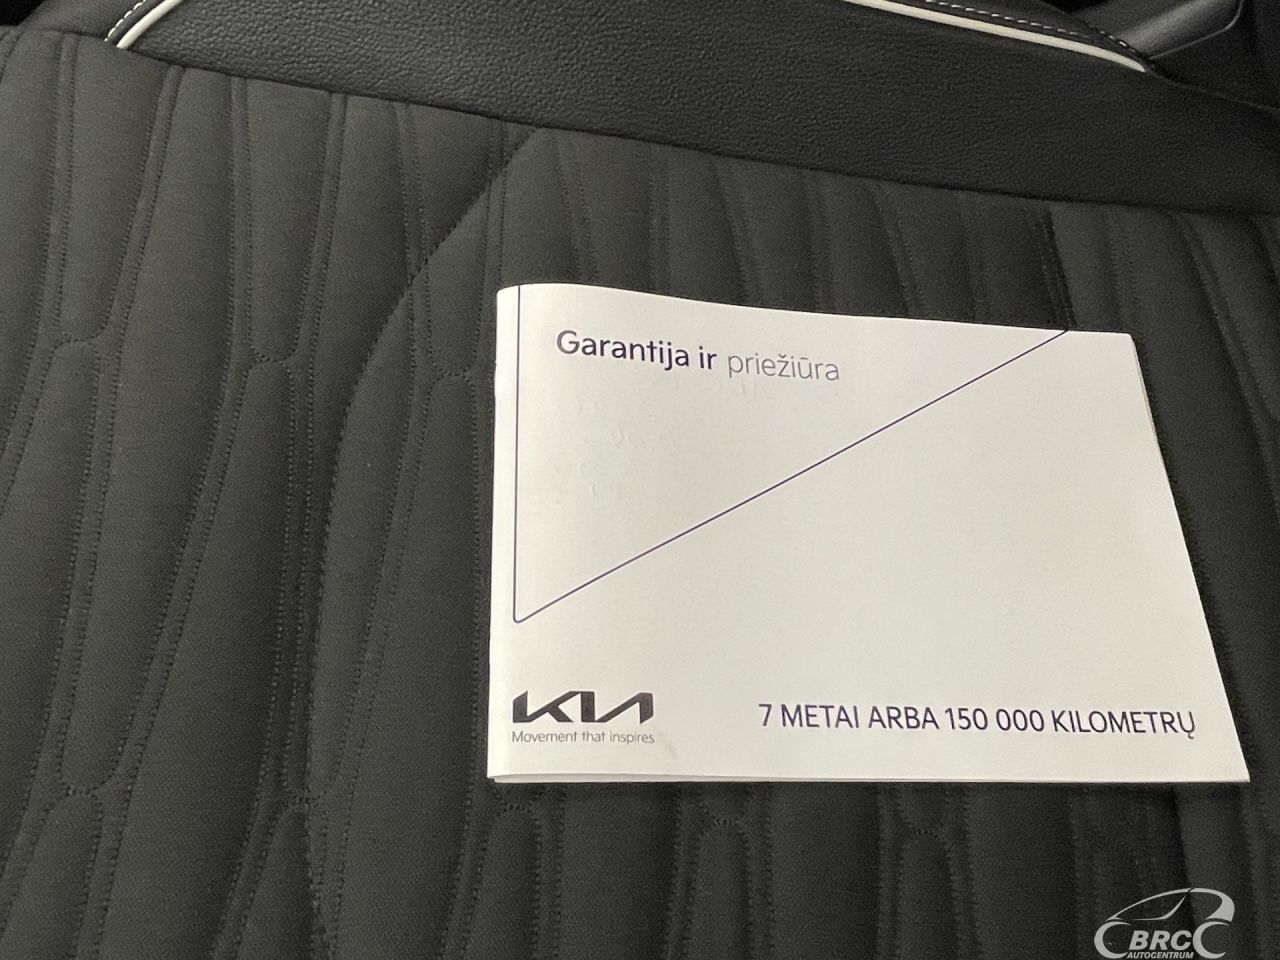 Garantija ir priežiūra
KIA
Movement that inspires
7 METAI ARBA 150 000 KILOMETRŲ
BRC
AUTOCENTRUM